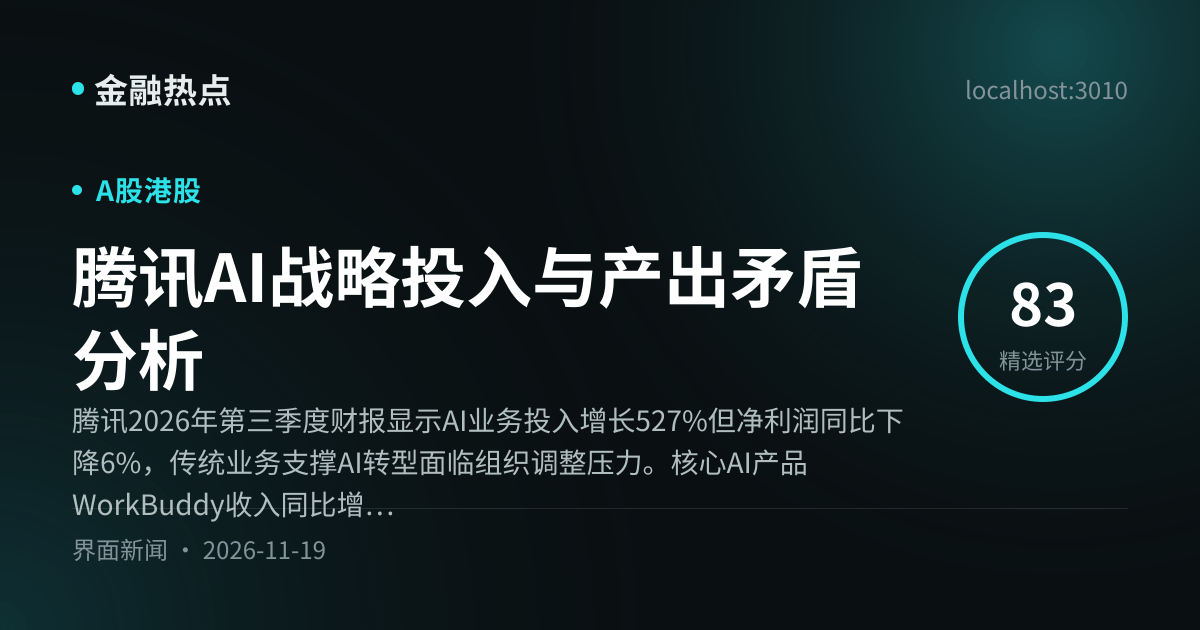 金融热点
localhost:3010
A股港股
腾讯AI战略投入与产出矛盾
分析
83
精选评分
腾讯2026年第三季度财报显示AI业务投入增长527%但净利润同比下
降6%，传统业务支撑AI转型面临组织调整压力。核心AI产品
WorkBuddy收入同比增…
界面新闻 · 2026-11-19